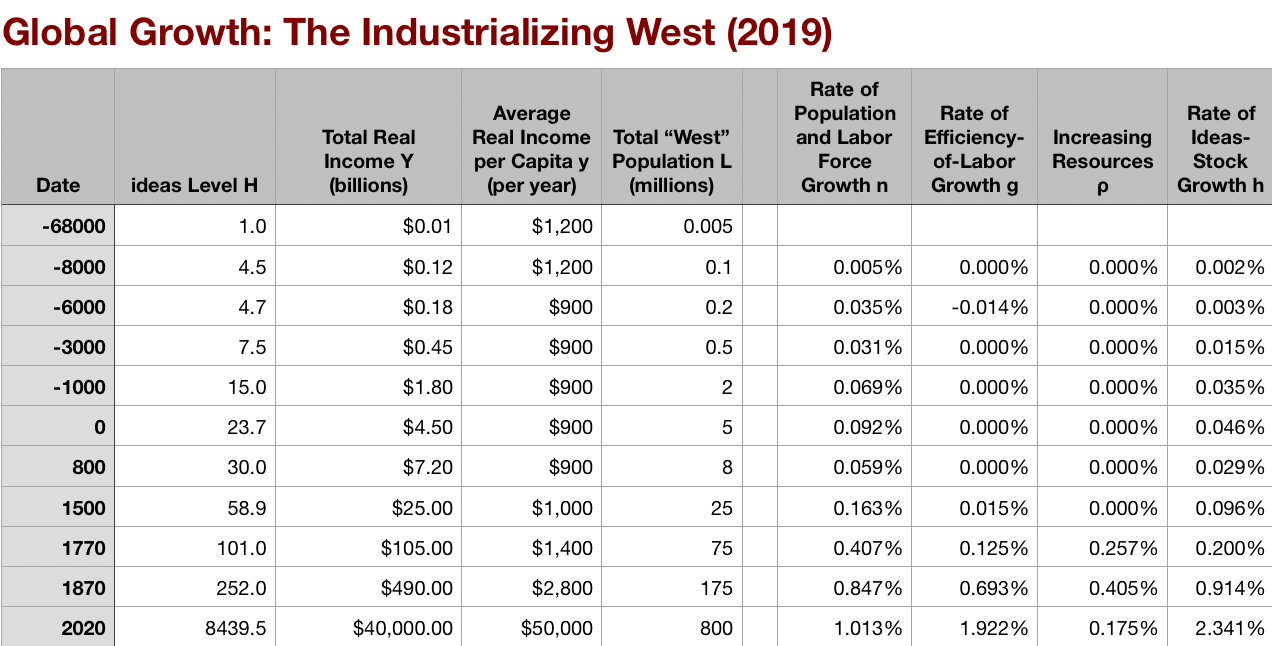 Global Growth: The Industrializing West (2019)
Date ideas Level H Total Real Income Y (billions) Average Real Income per Capita y (per year) Total “West” Population L (millions) Rate of Population and Labor Force Growth n Rate of Efficiency-of-Labor Growth g Increasing Resources ρ Rate of Ideas-Stock Growth h
-68000 1.0 $0.01 $1,200 0.005
-8000 4.5 $0.12 $1,200 0.1 0.005% 0.000% 0.000% 0.002%
-6000 4.7 $0.18 $900 0.2 0.035% -0.014% 0.000% 0.003%
-3000 7.5 $0.45 $900 0.5 0.031% 0.000% 0.000% 0.015%
-1000 15.0 $1.80 $900 2 0.069% 0.000% 0.000% 0.035%
0 23.7 $4.50 $900 5 0.092% 0.000% 0.000% 0.046%
800 30.0 $7.20 $900 8 0.059% 0.000% 0.000% 0.029%
1500 58.9 $25.00 $1,000 25 0.163% 0.015% 0.000% 0.096%
1770 101.0 $105.00 $1,400 75 0.407% 0.125% 0.257% 0.200%
1870 252.0 $490.00 $2,800 175 0.847% 0.693% 0.405% 0.914%
2020 8439.5 $40,000.00 $50,000 800 1.013% 1.922% 0.175% 2.341%